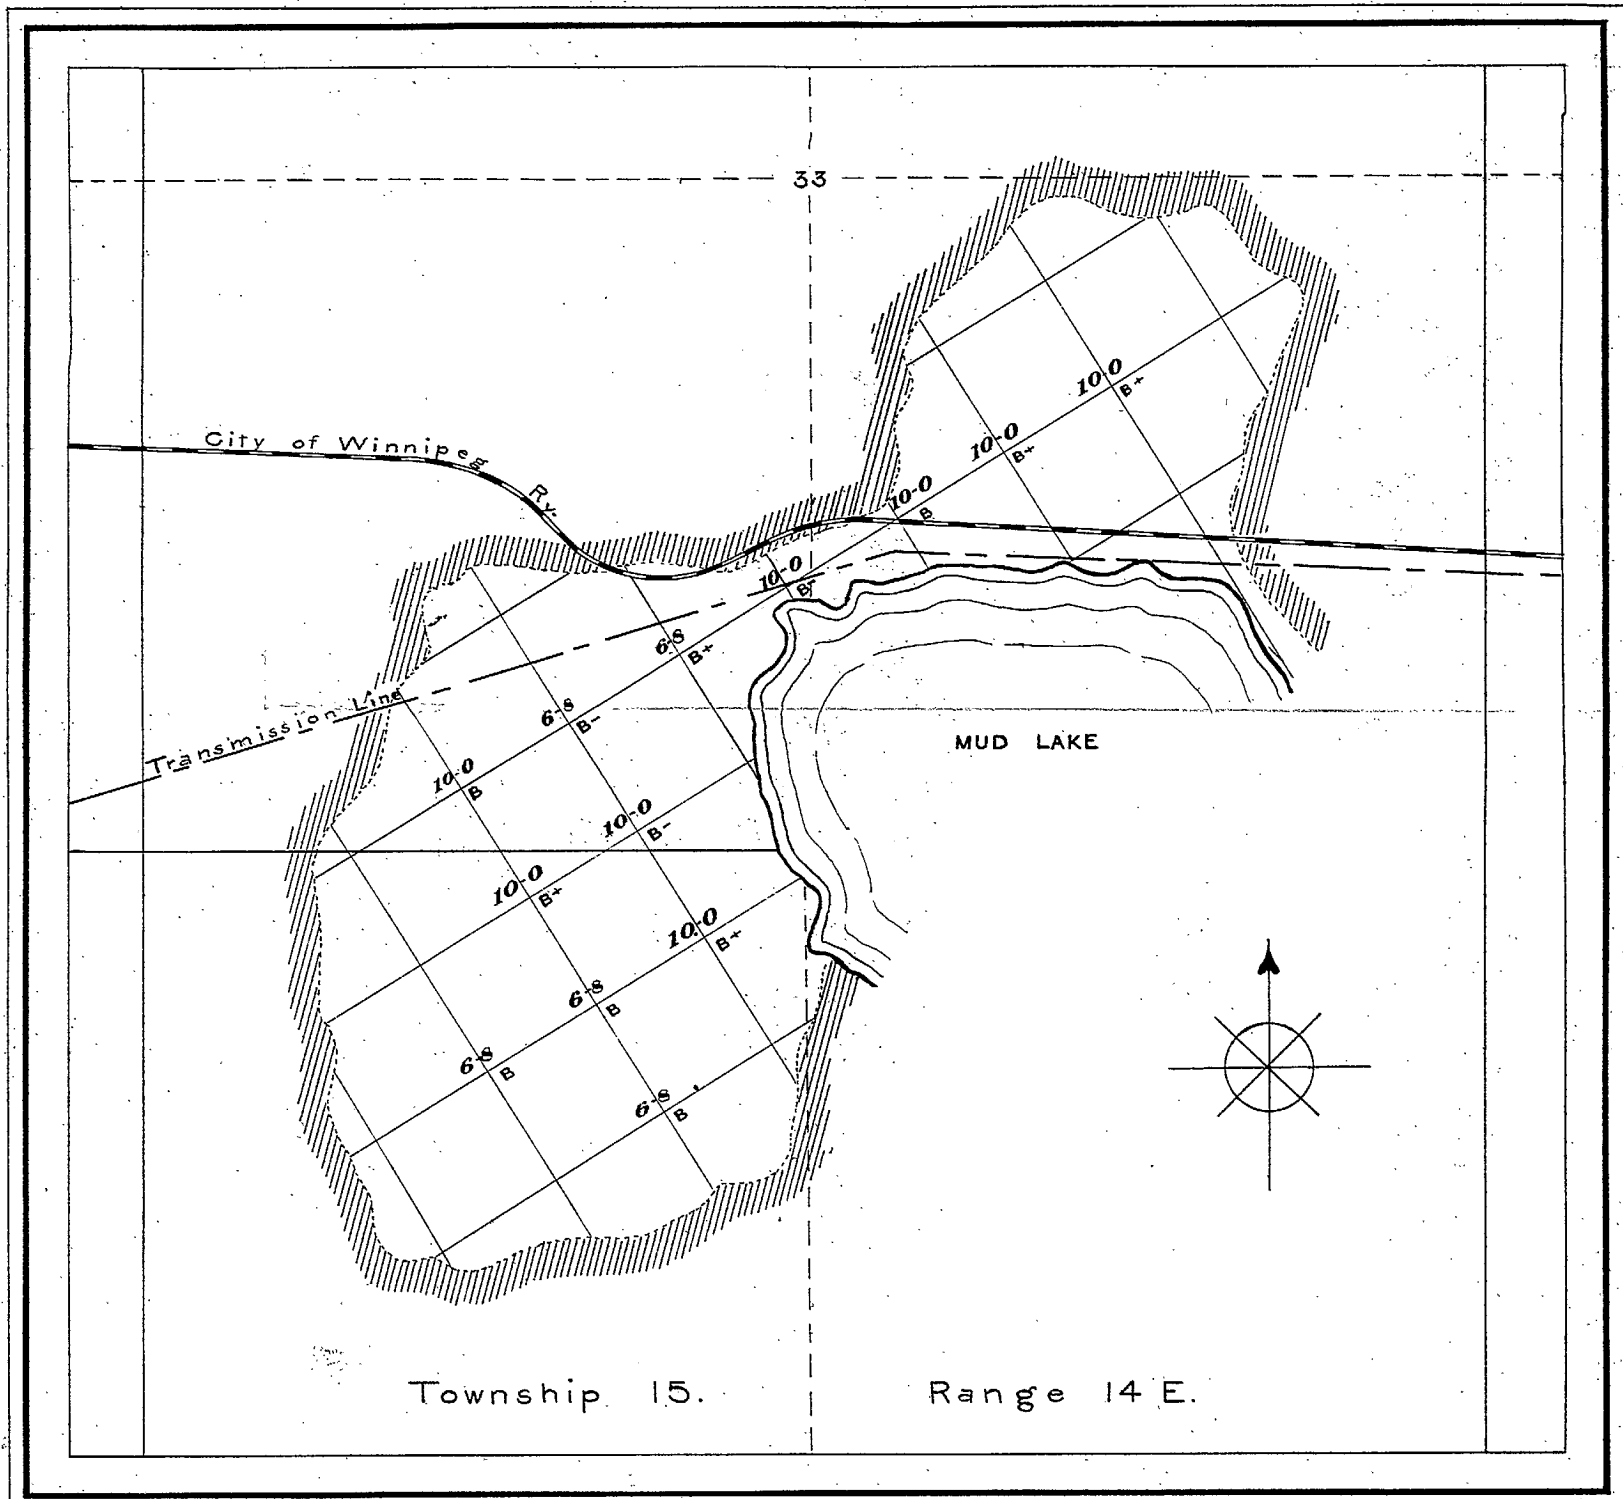 33
10-0
B+
10-0
B+
City of Winnipeg Ry.
10-0
B
10-0
B-
6-8
B+
6-8
B-
Transmission Line
10-0
B
MUD LAKE
10-0
B-
10-0
B+
10-0
B+
6-8
B
6-8
B
6-8
B
Township 15. Range 14 E.